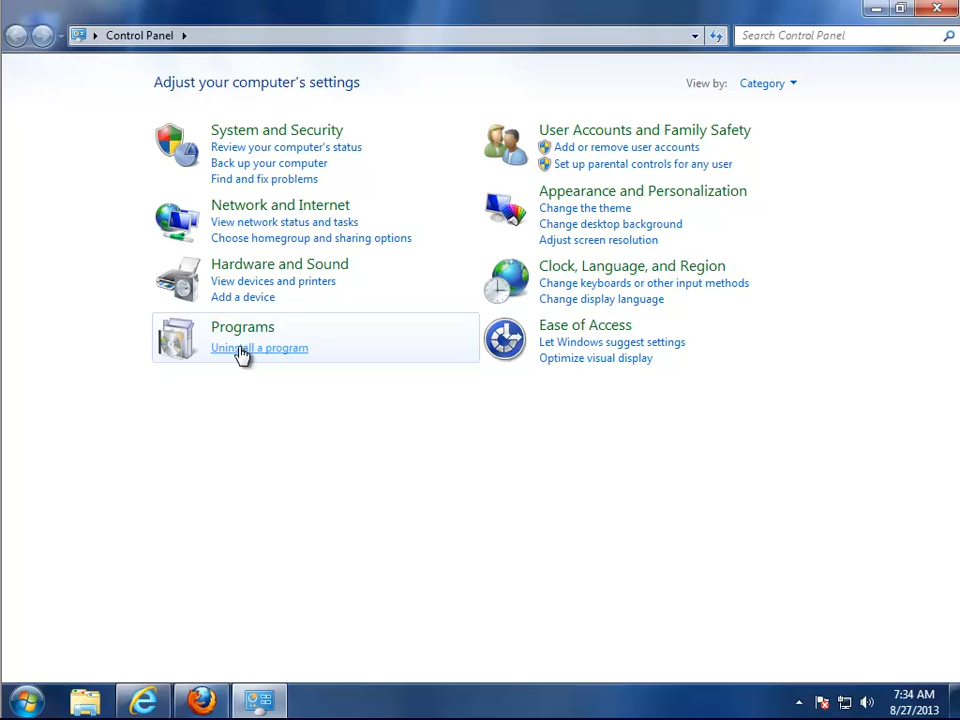 Control Panel
Search Control Panel
Adjust your computer's settings
View by: Category
System and Security
Review your computer's status
Back up your computer
Find and fix problems
Network and Internet
View network status and tasks
Choose homegroup and sharing options
Hardware and Sound
View devices and printers
Add a device
Programs
Uninstall a program
User Accounts and Family Safety
Add or remove user accounts
Set up parental controls for any user
Appearance and Personalization
Change the theme
Change desktop background
Adjust screen resolution
Clock, Language, and Region
Change keyboards or other input methods
Change display language
Ease of Access
Let Windows suggest settings
Optimize visual display
7:34 AM
8/27/2013